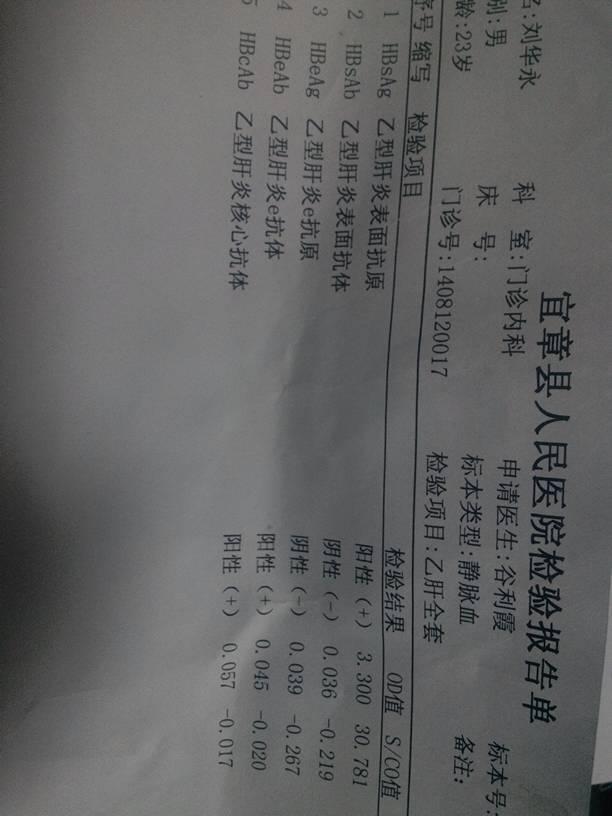 宜章县人民医院检验报告单
名:刘华永 科 室:门诊内科 申请医生:谷利霞 标本号:
别:男 床 号: 标本类型:静脉血 备注:
龄:23岁 门诊号:1408120017 检验项目:乙肝全套
序号 缩写 检验项目 检验结果 OD值 S/CO值
1 HBsAg 乙型肝炎表面抗原 阳性（+） 3.300 30.781
2 HBsAb 乙型肝炎表面抗体 阴性（-） 0.036 -0.219
3 HBeAg 乙型肝炎e抗原 阴性（-） 0.039 -0.267
4 HBeAb 乙型肝炎e抗体 阳性（+） 0.045 -0.020
5 HBcAb 乙型肝炎核心抗体 阳性（+） 0.057 -0.017